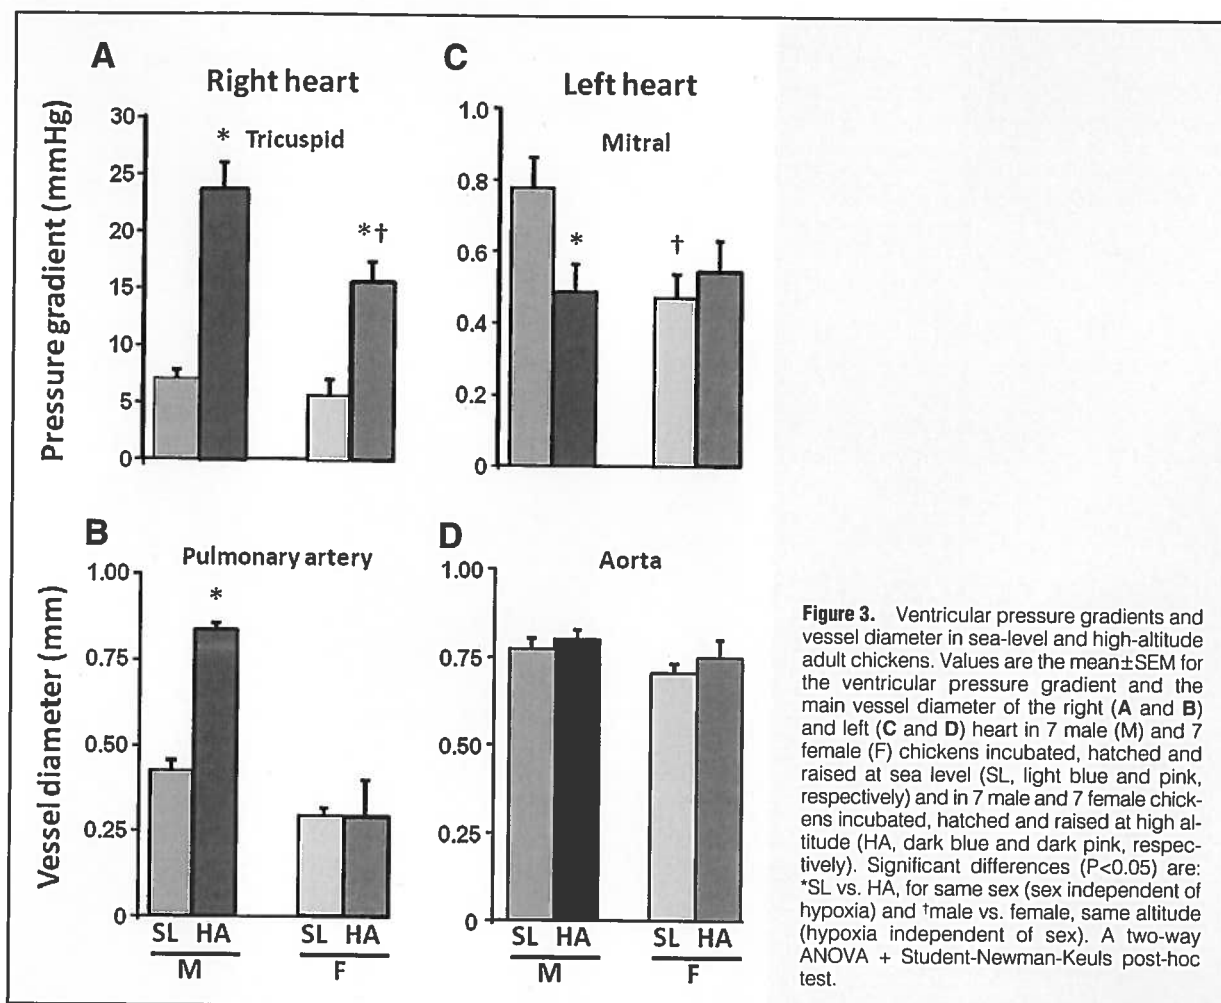 A
Right heart
Pressure gradient (mmHg)
30
25
20
15
10
5
0
* Tricuspid
*†
C
Left heart
1.0
0.8
0.6
0.4
0.2
0
Mitral
*
†
B
Pulmonary artery
Vessel diameter (mm)
1.00
0.75
0.50
0.25
0
*
SL HA
M
SL HA
F
D
Aorta
1.00
0.75
0.50
0.25
0
SL HA
M
SL HA
F
Figure 3. Ventricular pressure gradients and
vessel diameter in sea-level and high-altitude
adult chickens. Values are the mean±SEM for
the ventricular pressure gradient and the
main vessel diameter of the right (A and B)
and left (C and D) heart in 7 male (M) and 7
female (F) chickens incubated, hatched and
raised at sea level (SL, light blue and pink,
respectively) and in 7 male and 7 female chick-
ens incubated, hatched and raised at high al-
titude (HA, dark blue and dark pink, respec-
tively). Significant differences (P<0.05) are:
*SL vs. HA, for same sex (sex independent of
hypoxia) and †male vs. female, same altitude
(hypoxia independent of sex). A two-way
ANOVA + Student-Newman-Keuls post-hoc
test.